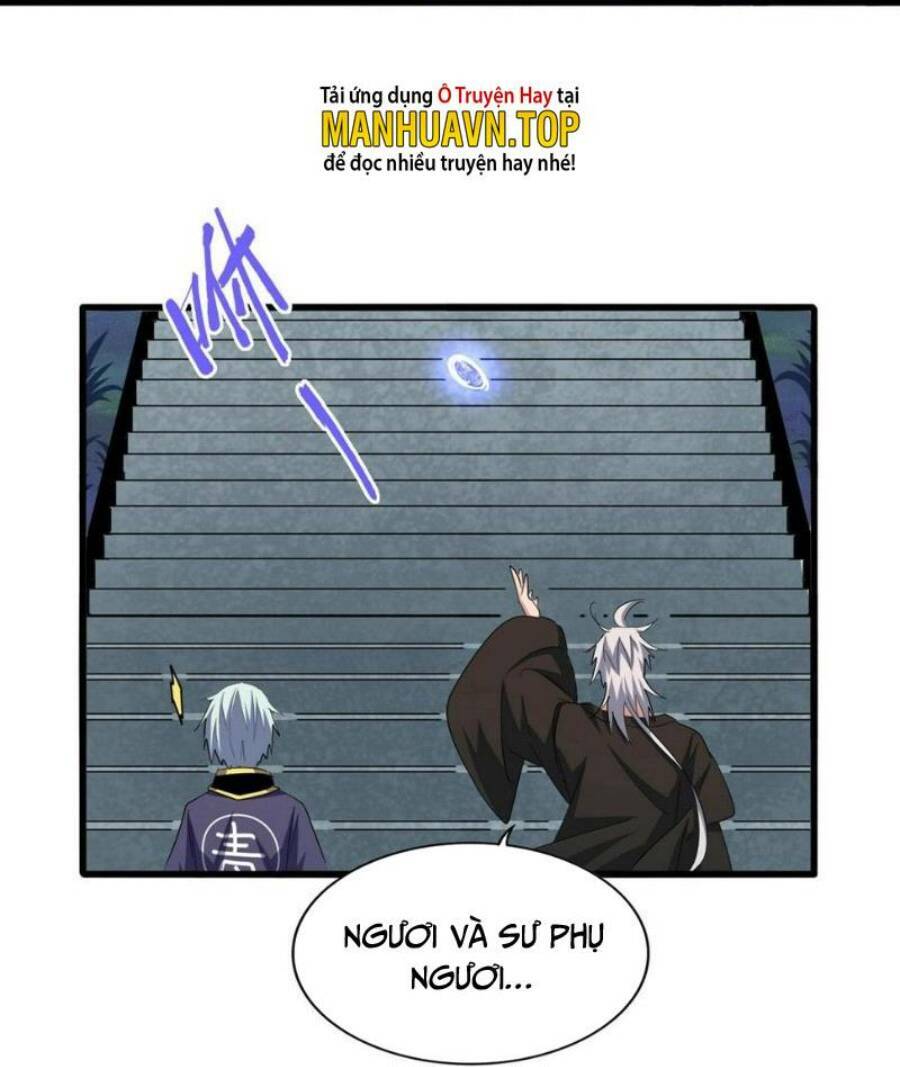 Tải ứng dụng Ô Truyện Hay tại
MANHUAVN.TOP
để đọc nhiều truyện hay nhé!
青
NGƯƠI VÀ SƯ PHỤ
NGƯƠI...